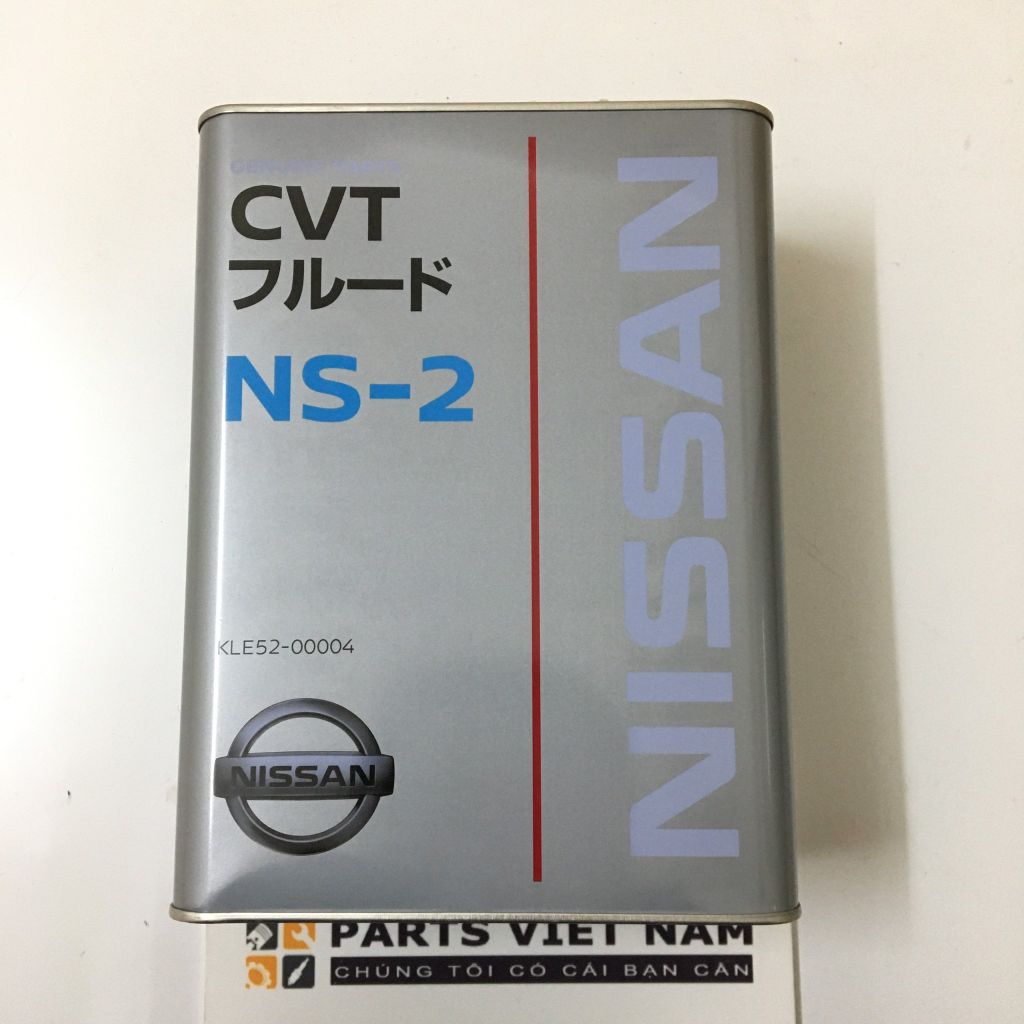 GENUINE PARTS
CVT
フルード
NS-2
KLE52-00004
NISSAN
NISSAN
PARTS VIET NAM
CHÚNG TÔI CÓ CÁI BẠN CẦN